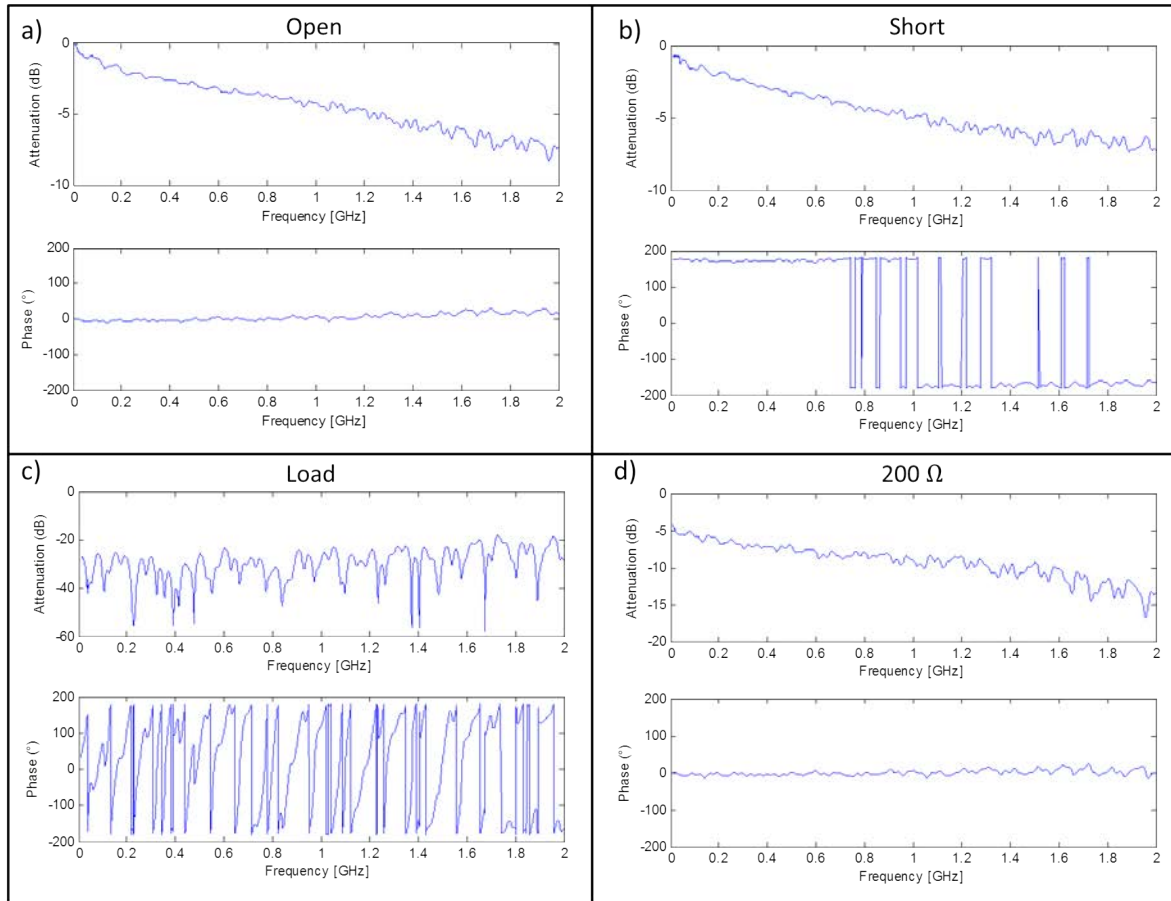 a)
Open
0
-5
-10
Attenuation (dB)
0 0.2 0.4 0.6 0.8 1 1.2 1.4 1.6 1.8 2
Frequency [GHz]
200
100
0
-100
-200
Phase (°)
0 0.2 0.4 0.6 0.8 1 1.2 1.4 1.6 1.8 2
Frequency [GHz]
b)
Short
0
-5
-10
Attenuation (dB)
0 0.2 0.4 0.6 0.8 1 1.2 1.4 1.6 1.8 2
Frequency [GHz]
200
100
0
-100
-200
Phase (°)
0 0.2 0.4 0.6 0.8 1 1.2 1.4 1.6 1.8 2
Frequency [GHz]
c)
Load
0
-20
-40
-60
Attenuation (dB)
0 0.2 0.4 0.6 0.8 1 1.2 1.4 1.6 1.8 2
Frequency [GHz]
200
100
0
-100
-200
Phase (°)
0 0.2 0.4 0.6 0.8 1 1.2 1.4 1.6 1.8 2
Frequency [GHz]
d)
200 Ω
0
-5
-10
-15
-20
Attenuation (dB)
0 0.2 0.4 0.6 0.8 1 1.2 1.4 1.6 1.8 2
Frequency [GHz]
200
100
0
-100
-200
Phase (°)
0 0.2 0.4 0.6 0.8 1 1.2 1.4 1.6 1.8 2
Frequency [GHz]